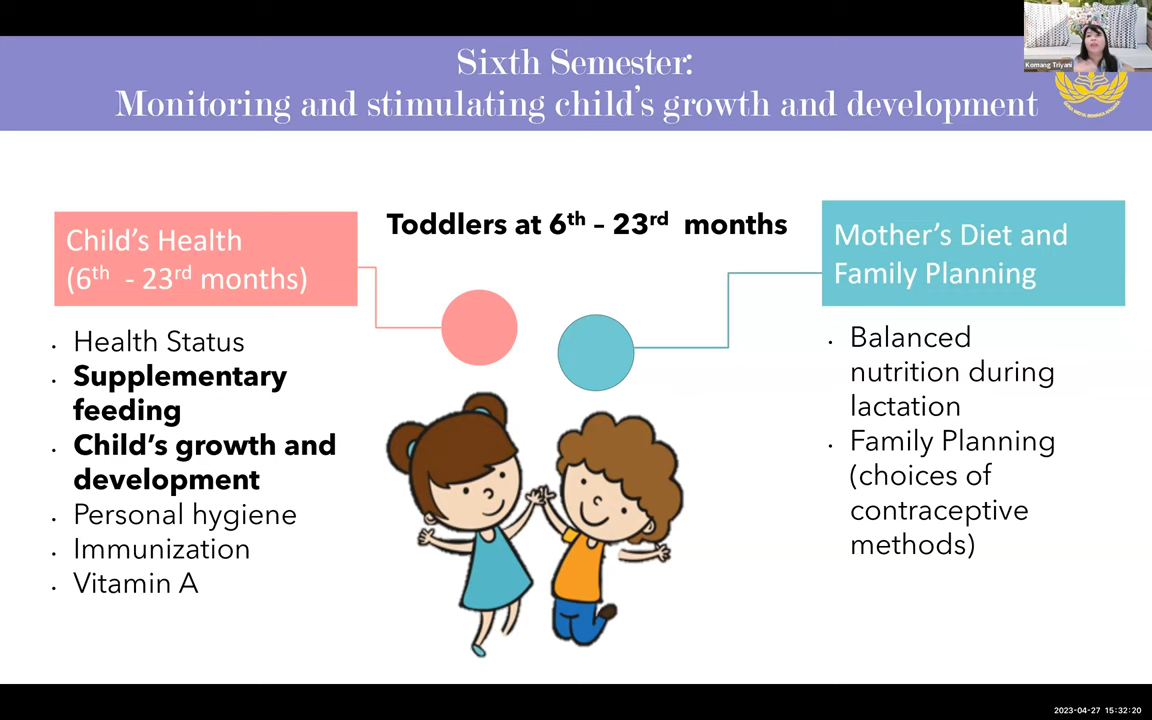 Sixth Semester:
Monitoring and stimulating child's growth and development
Komang Triyani
Toddlers at 6th – 23rd months
Child's Health
(6th - 23rd months)
· Health Status
· Supplementary
feeding
· Child's growth and
development
· Personal hygiene
· Immunization
· Vitamin A
Mother's Diet and
Family Planning
· Balanced
nutrition during
lactation
· Family Planning
(choices of
contraceptive
methods)
2023-04-27 15:32:20